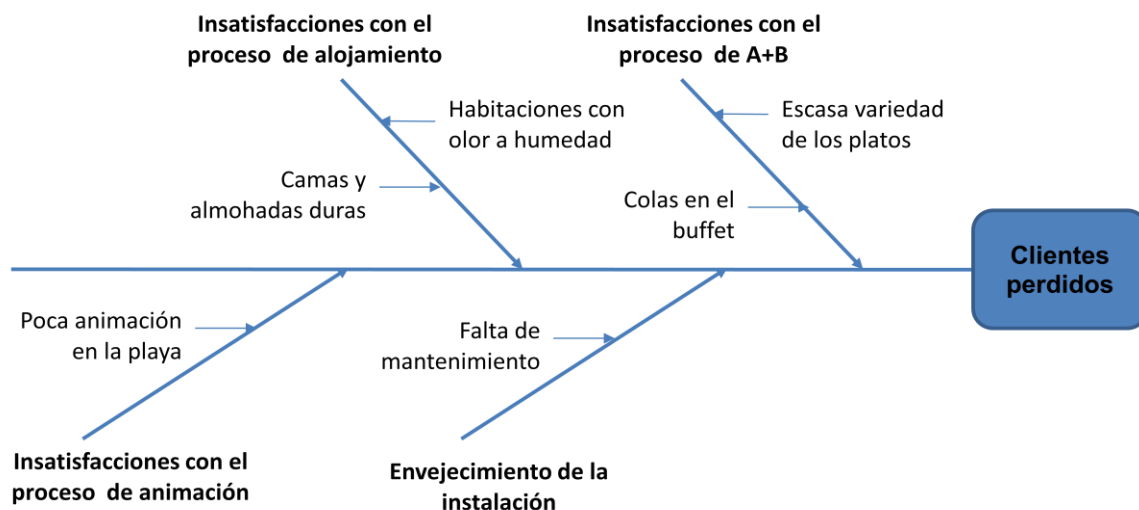 Insatisfacciones con el
proceso de alojamiento
Insatisfacciones con el
proceso de A+B
Habitaciones con
olor a humedad
Escasa variedad
de los platos
Camas y
almohadas duras
Colas en el
buffet
Clientes
perdidos
Poca animación
en la playa
Falta de
mantenimiento
Insatisfacciones con el
proceso de animación
Envejecimiento de la
instalación